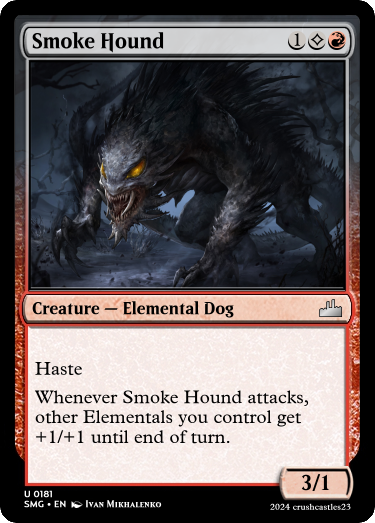 Smoke Hound 1
Creature — Elemental Dog
Haste
Whenever Smoke Hound attacks,
other Elementals you control get
+1/+1 until end of turn.
3/1
U 0181
SMG • EN Ivan Mikhalenko
2024 crushcastles23